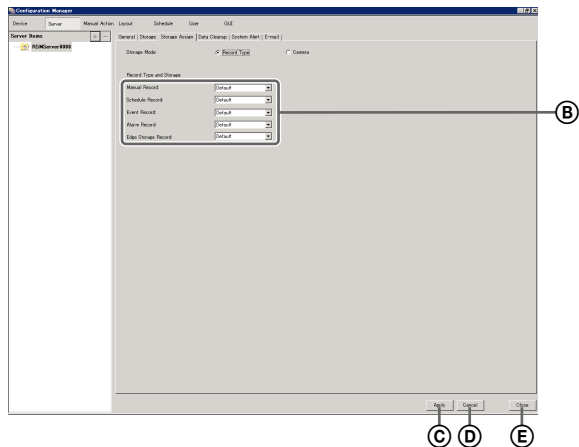 Configuration Manager
Device Server Manual Action Layout Schedule User GUI
Server Items + −
General Storage Storage Assign Data Cleanup System Alert E-mail
RSMServer0000
Storage Mode: Record Type Camera
Record Type and Storage
Manual Record: Default
Schedule Record: Default
B
Event Record: Default
Alarm Record: Default
Edge Storage Record: Default
Apply Cancel Close
C D E